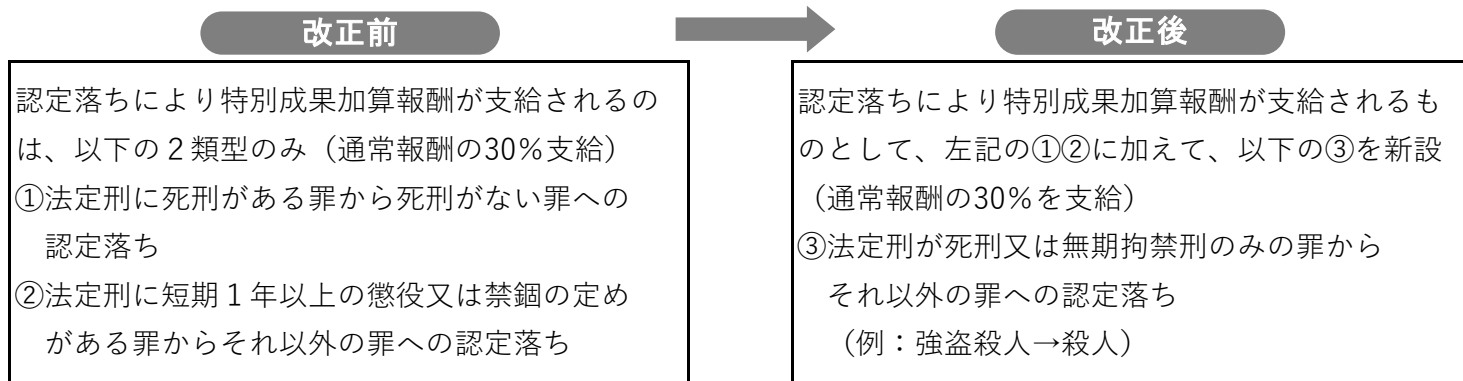 改正前
認定落ちにより特別成果加算報酬が支給されるの
は、以下の２類型のみ（通常報酬の30％支給）
①法定刑に死刑がある罪から死刑がない罪への
認定落ち
②法定刑に短期１年以上の懲役又は禁錮の定め
がある罪からそれ以外の罪への認定落ち
改正後
認定落ちにより特別成果加算報酬が支給されるも
のとして、左記の①②に加えて、以下の③を新設
（通常報酬の30％を支給）
③法定刑が死刑又は無期拘禁刑のみの罪から
それ以外の罪への認定落ち
（例：強盗殺人→殺人）